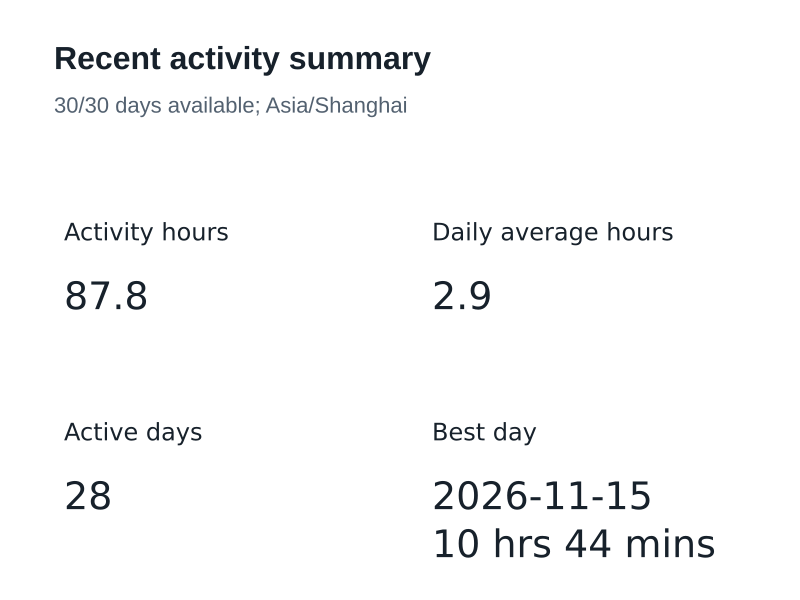 Recent activity summary
30/30 days available; Asia/Shanghai
Activity hours
87.8
Daily average hours
2.9
Active days
28
Best day
2026-11-15
10 hrs 44 mins